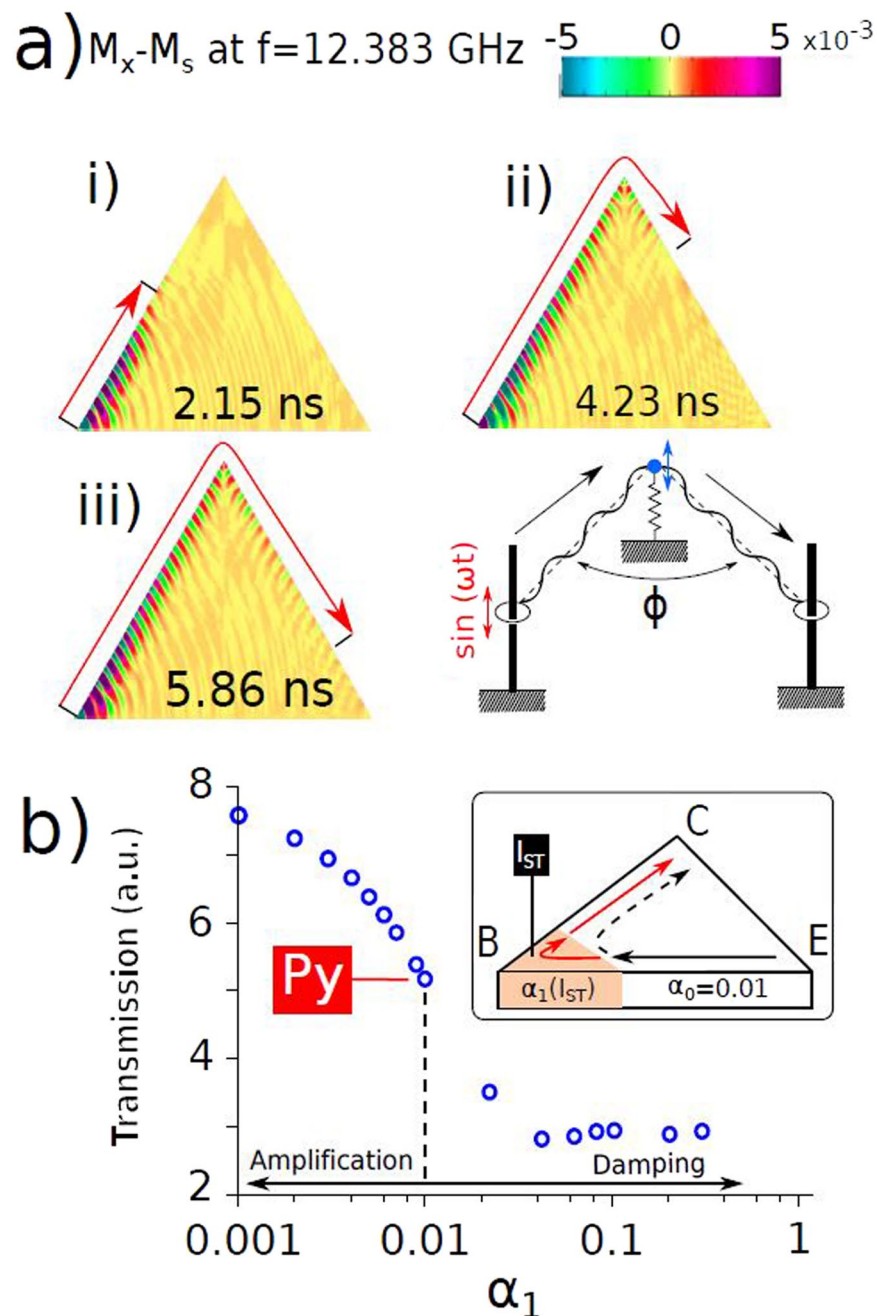 a) Mₓ-Mₛ at f=12.383 GHz -5 0 5 x10⁻³
i) ii)
2.15 ns 4.23 ns
iii)
sin (ωt)
ϕ
5.86 ns
b)
Transmission (a.u.)
8
6
4
2
Py
I_ST
B C E
α₁(I_ST) α₀=0.01
Amplification Damping
0.001 0.01 0.1 1
α₁